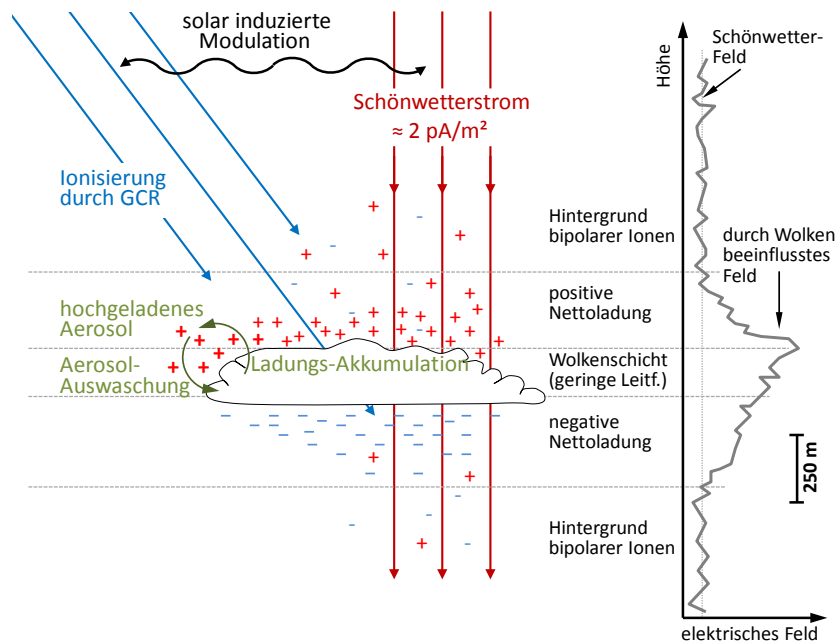 solar induzierte
Modulation
Schönwetterstrom
≈ 2 pA/m²
Ionisierung
durch GCR
hochgeladenes
Aerosol
Aerosol-
Auswaschung
Ladungs-Akkumulation
Hintergrund
bipolarer Ionen
positive
Nettoladung
Wolkenschicht
(geringe Leitf.)
negative
Nettoladung
Hintergrund
bipolarer Ionen
Höhe
Schönwetter-
Feld
durch Wolken
beeinflusstes
Feld
250 m
elektrisches Feld